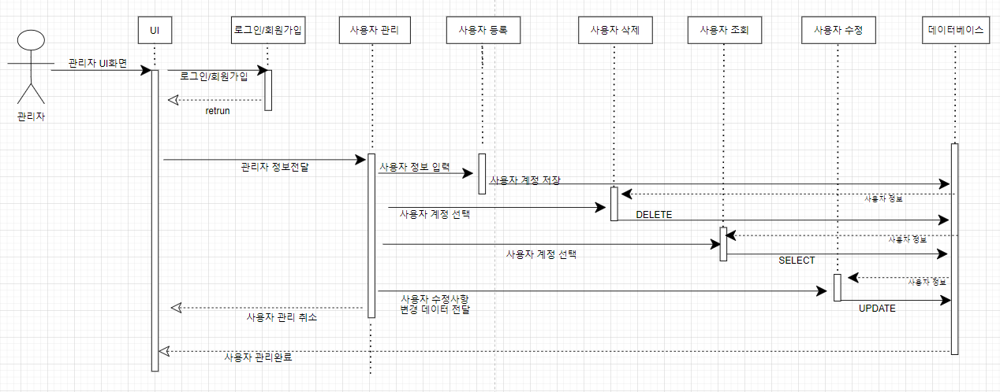 UI
로그인/회원가입
사용자 관리
사용자 등록
사용자 삭제
사용자 조회
사용자 수정
데이터베이스
관리자 UI화면
로그인/회원가입
retrun
관리자
관리자 정보전달
사용자 정보 입력
사용자 계정 저장
사용자 정보
사용자 계정 선택
DELETE
사용자 정보
사용자 계정 선택
SELECT
사용자 정보
사용자 수정사항
변경 데이터 전달
UPDATE
사용자 관리 취소
사용자 관리완료